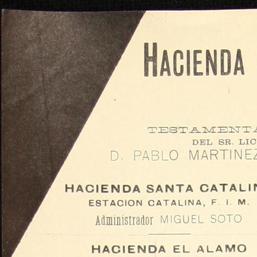 HACIENDA
TESTAMENTA
DEL SR. LIC
D. PABLO MARTINEZ
HACIENDA SANTA CATALIN
ESTACION CATALINA, F. I. M.
Administrador MIGUEL SOTO
HACIENDA EL ALAMO